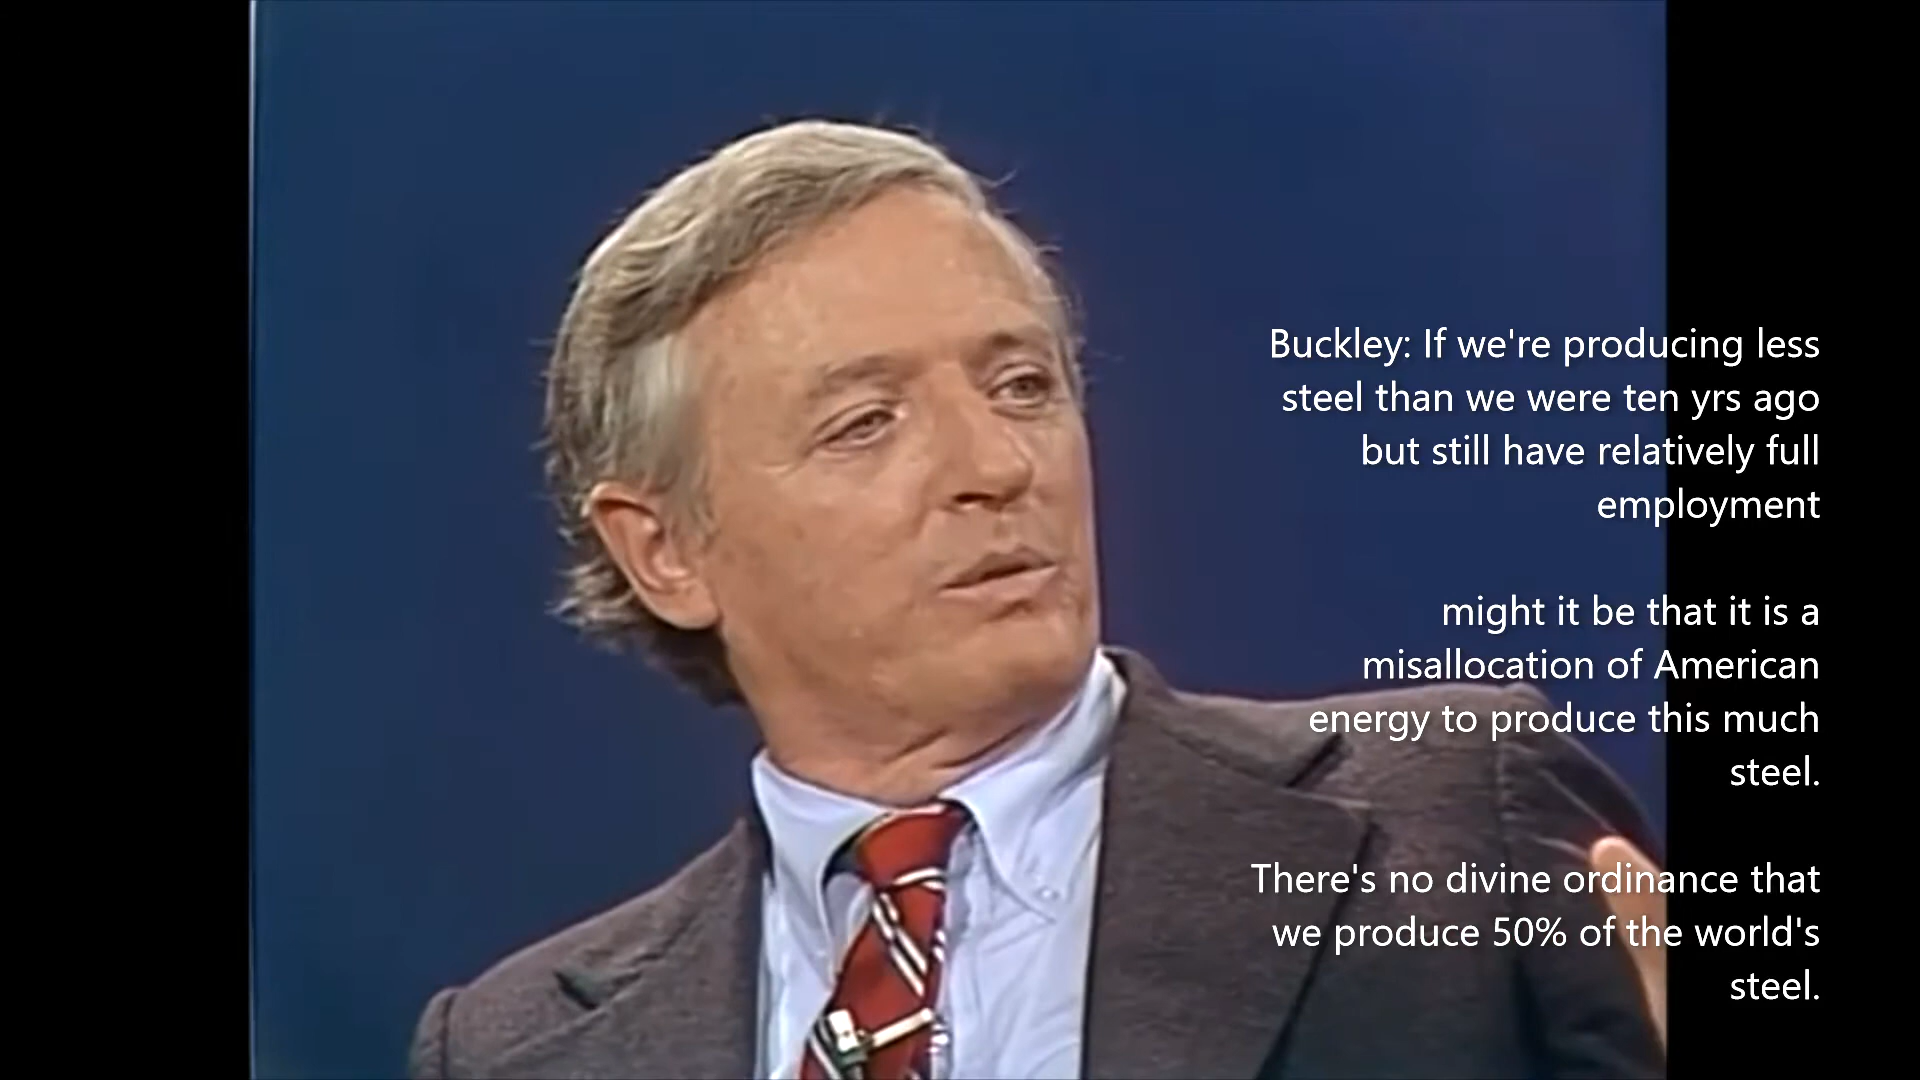 Buckley: If we're producing less
steel than we were ten yrs ago
but still have relatively full
employment
might it be that it is a
misallocation of American
energy to produce this much
steel.
There's no divine ordinance that
we produce 50% of the world's
steel.